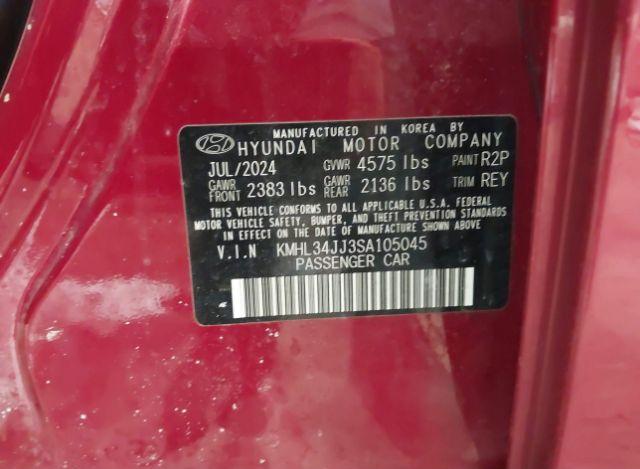 MANUFACTURED IN KOREA BY
HYUNDAI MOTOR COMPANY
JUL/2024 GVWR 4575 lbs PAINT R2P
GAWR FRONT 2383 lbs GAWR REAR 2136 lbs TRIM REY
THIS VEHICLE CONFORMS TO ALL APPLICABLE U.S.A. FEDERAL
MOTOR VEHICLE SAFETY, BUMPER, AND THEFT PREVENTION STANDARDS
IN EFFECT ON THE DATE OF MANUFACTURE SHOWN ABOVE
V.I.N KMHL34JJ3SA105045
PASSENGER CAR